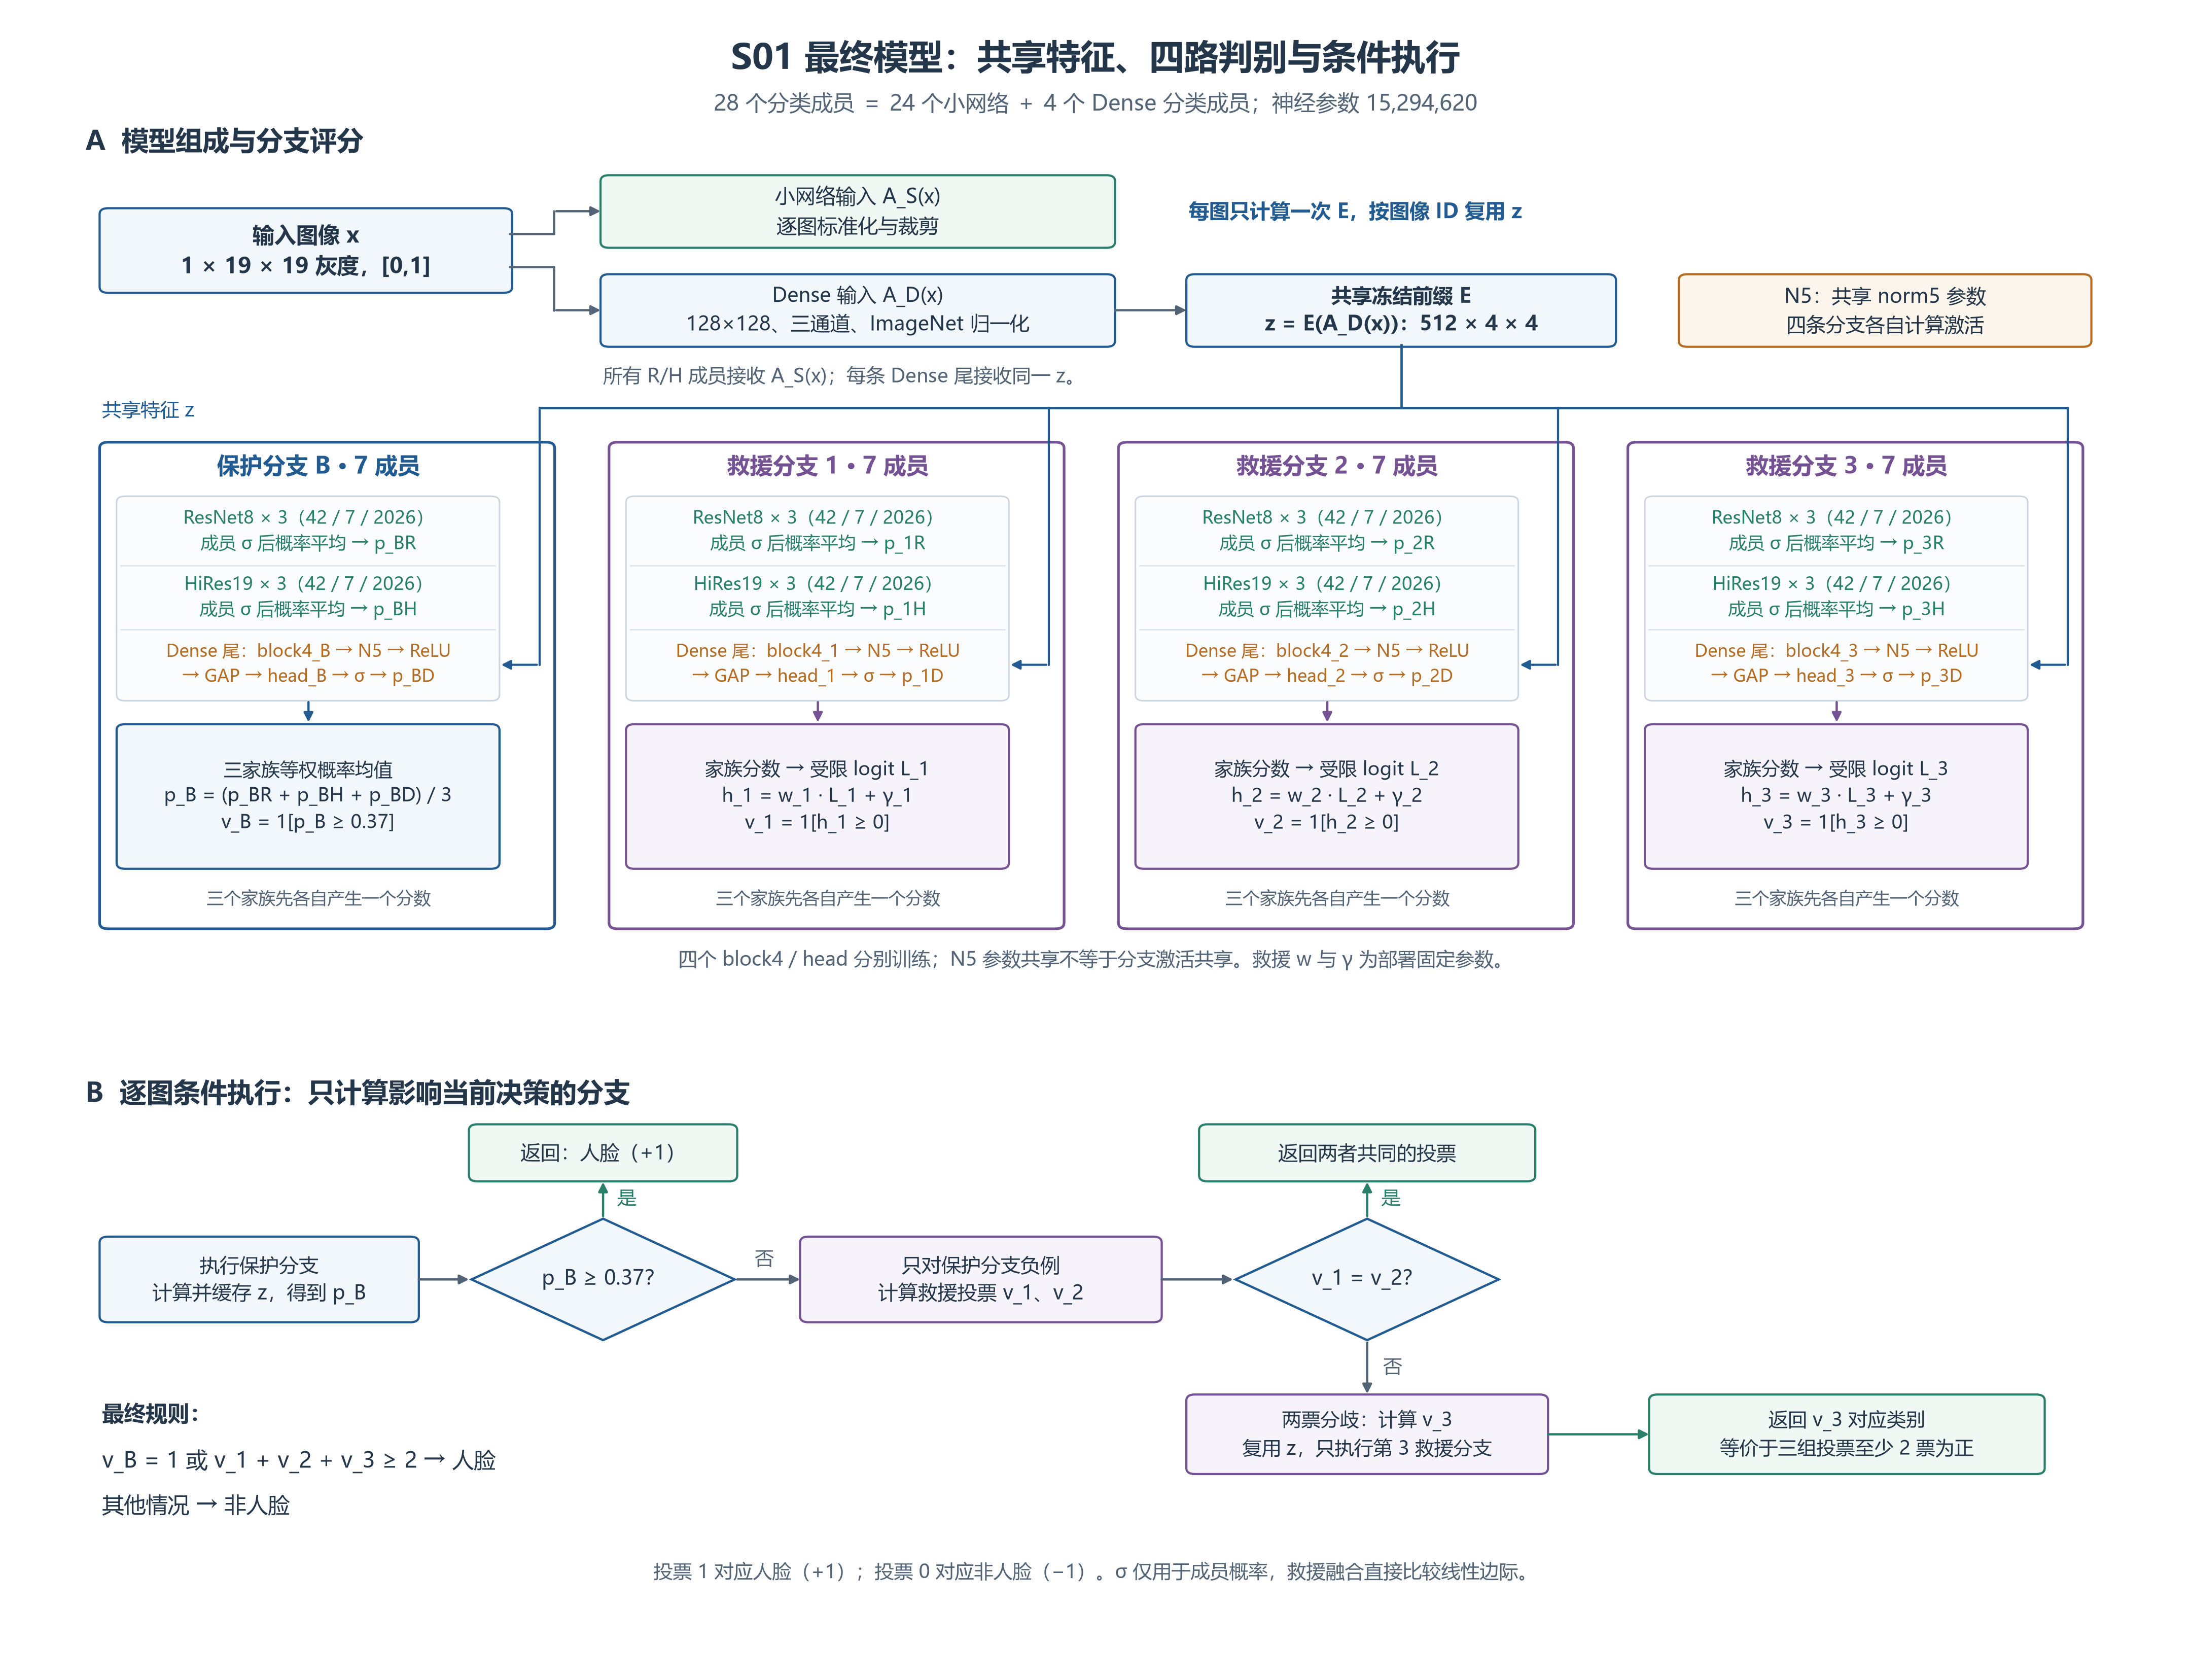 S01 最终模型：共享特征、四路判别与条件执行
28 个分类成员 = 24 个小网络 + 4 个 Dense 分类成员；神经参数 15,294,620
A 模型组成与分支评分
输入图像 x
1 × 19 × 19 灰度，[0,1]
小网络输入 A_S(x)
逐图标准化与裁剪
每图只计算一次 E，按图像 ID 复用 z
Dense 输入 A_D(x)
128×128、三通道、ImageNet 归一化
共享冻结前缀 E
z = E(A_D(x))：512 × 4 × 4
N5：共享 norm5 参数
四条分支各自计算激活
所有 R/H 成员接收 A_S(x)；每条 Dense 尾接收同一 z。
共享特征 z
保护分支 B • 7 成员
ResNet8 × 3（42 / 7 / 2026）
成员 σ 后概率平均 → p_BR
HiRes19 × 3（42 / 7 / 2026）
成员 σ 后概率平均 → p_BH
Dense 尾：block4_B → N5 → ReLU
→ GAP → head_B → σ → p_BD
三家族等权概率均值
p_B = (p_BR + p_BH + p_BD) / 3
v_B = 1[p_B ≥ 0.37]
三个家族先各自产生一个分数
救援分支 1 • 7 成员
ResNet8 × 3（42 / 7 / 2026）
成员 σ 后概率平均 → p_1R
HiRes19 × 3（42 / 7 / 2026）
成员 σ 后概率平均 → p_1H
Dense 尾：block4_1 → N5 → ReLU
→ GAP → head_1 → σ → p_1D
家族分数 → 受限 logit L_1
h_1 = w_1 · L_1 + γ_1
v_1 = 1[h_1 ≥ 0]
三个家族先各自产生一个分数
救援分支 2 • 7 成员
ResNet8 × 3（42 / 7 / 2026）
成员 σ 后概率平均 → p_2R
HiRes19 × 3（42 / 7 / 2026）
成员 σ 后概率平均 → p_2H
Dense 尾：block4_2 → N5 → ReLU
→ GAP → head_2 → σ → p_2D
家族分数 → 受限 logit L_2
h_2 = w_2 · L_2 + γ_2
v_2 = 1[h_2 ≥ 0]
三个家族先各自产生一个分数
救援分支 3 • 7 成员
ResNet8 × 3（42 / 7 / 2026）
成员 σ 后概率平均 → p_3R
HiRes19 × 3（42 / 7 / 2026）
成员 σ 后概率平均 → p_3H
Dense 尾：block4_3 → N5 → ReLU
→ GAP → head_3 → σ → p_3D
家族分数 → 受限 logit L_3
h_3 = w_3 · L_3 + γ_3
v_3 = 1[h_3 ≥ 0]
三个家族先各自产生一个分数
四个 block4 / head 分别训练；N5 参数共享不等于分支激活共享。救援 w 与 γ 为部署固定参数。
B 逐图条件执行：只计算影响当前决策的分支
返回：人脸（+1）
是
执行保护分支
计算并缓存 z，得到 p_B
p_B ≥ 0.37?
否
只对保护分支负例
计算救援投票 v_1、v_2
返回两者共同的投票
是
v_1 = v_2?
否
两票分歧：计算 v_3
复用 z，只执行第 3 救援分支
返回 v_3 对应类别
等价于三组投票至少 2 票为正
最终规则：
v_B = 1 或 v_1 + v_2 + v_3 ≥ 2 → 人脸
其他情况 → 非人脸
投票 1 对应人脸（+1）；投票 0 对应非人脸（−1）。σ 仅用于成员概率，救援融合直接比较线性边际。